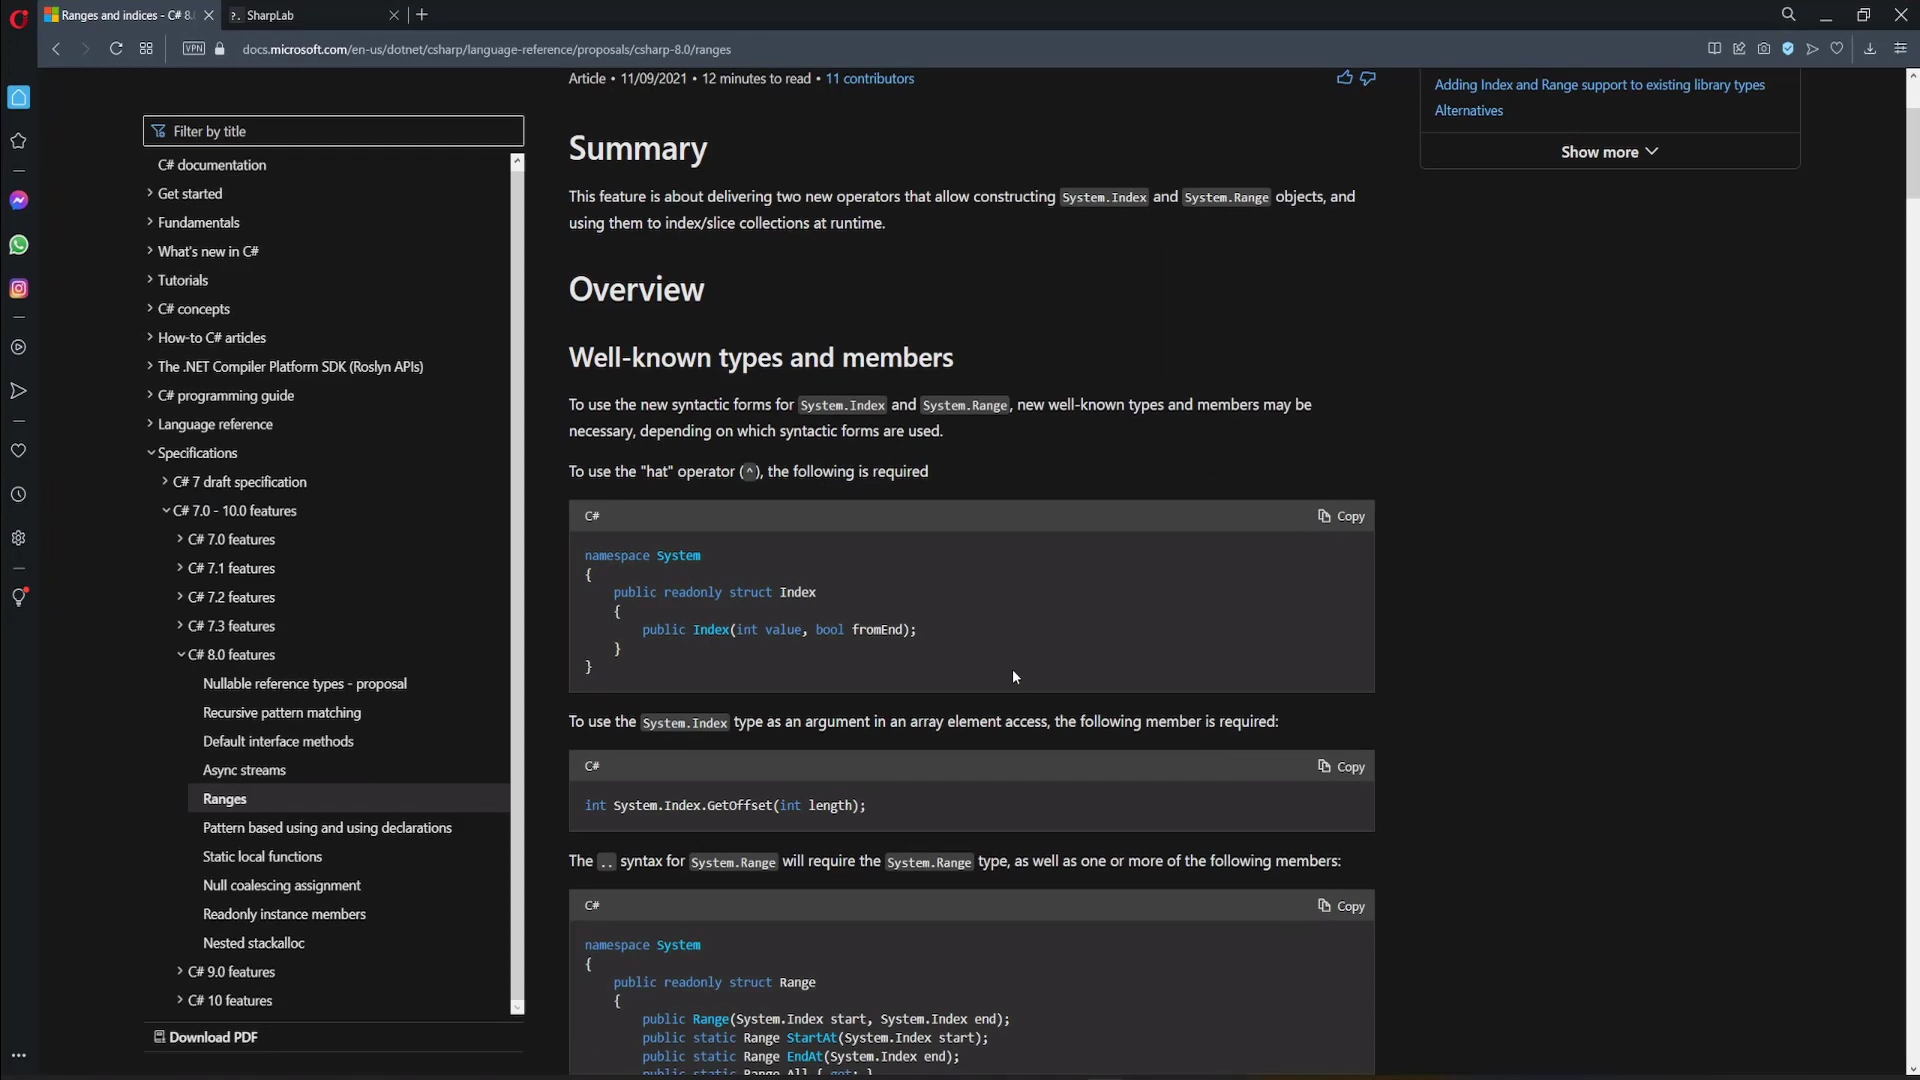 Ranges and indices - C# 8.
SharpLab
VPN
docs.microsoft.com/en-us/dotnet/csharp/language-reference/proposals/csharp-8.0/ranges
Article • 11/09/2021 • 12 minutes to read • 11 contributors
Adding Index and Range support to existing library types
Alternatives
Show more
Filter by title
C# documentation
Get started
Fundamentals
What's new in C#
Tutorials
C# concepts
How-to C# articles
The .NET Compiler Platform SDK (Roslyn APIs)
C# programming guide
Language reference
Specifications
C# 7 draft specification
C# 7.0 - 10.0 features
C# 7.0 features
C# 7.1 features
C# 7.2 features
C# 7.3 features
C# 8.0 features
Nullable reference types - proposal
Recursive pattern matching
Default interface methods
Async streams
Ranges
Pattern based using and using declarations
Static local functions
Null coalescing assignment
Readonly instance members
Nested stackalloc
C# 9.0 features
C# 10 features
Download PDF
Summary
This feature is about delivering two new operators that allow constructing System.Index and System.Range objects, and
using them to index/slice collections at runtime.
Overview
Well-known types and members
To use the new syntactic forms for System.Index and System.Range, new well-known types and members may be
necessary, depending on which syntactic forms are used.
To use the "hat" operator (^), the following is required
C# Copy
namespace System
{
public readonly struct Index
{
public Index(int value, bool fromEnd);
}
}
To use the System.Index type as an argument in an array element access, the following member is required:
C# Copy
int System.Index.GetOffset(int length);
The .. syntax for System.Range will require the System.Range type, as well as one or more of the following members:
C# Copy
namespace System
{
public readonly struct Range
{
public Range(System.Index start, System.Index end);
public static Range StartAt(System.Index start);
public static Range EndAt(System.Index end);
public static Range All { get; }